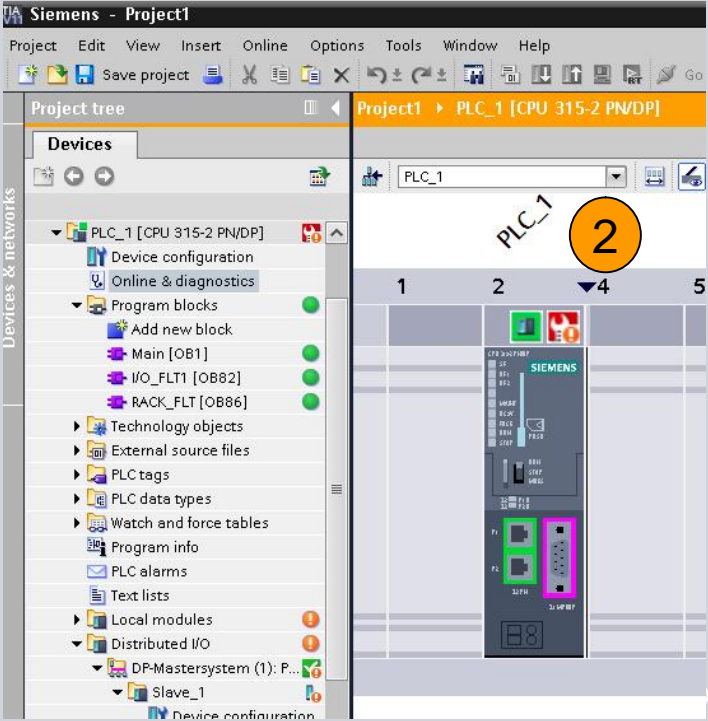 TIA
V11
Siemens - Project1
Project Edit View Insert Online Options Tools Window Help
Save project
RT
Go
Project tree
Devices
Devices & networks
PLC_1 [CPU 315-2 PN/DP]
Device configuration
Online & diagnostics
Program blocks
Add new block
Main [OB1]
I/O_FLT1 [OB82]
RACK_FLT [OB86]
Technology objects
External source files
PLC tags
PLC data types
Watch and force tables
Program info
PLC alarms
Text lists
Local modules
Distributed I/O
DP-Mastersystem (1): P...
Slave_1
Device configuration
Project1 PLC_1 [CPU 315-2 PN/DP]
PLC_1
PLC_1
2
1 2 4 5
SIEMENS